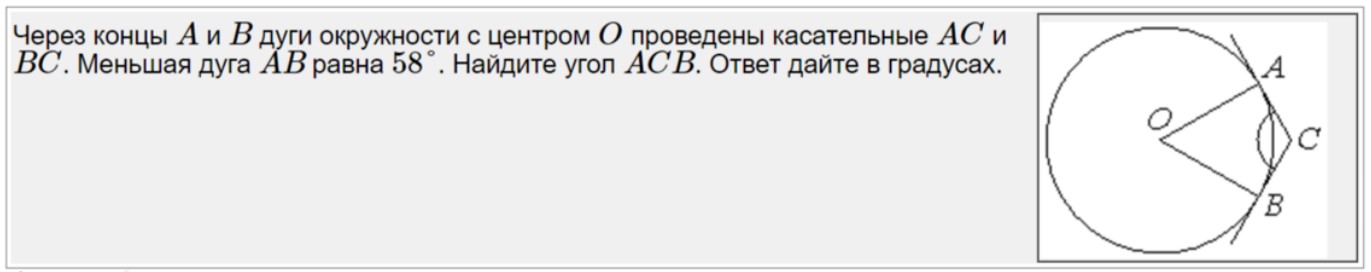 Через концы A и B дуги окружности с центром O проведены касательные AC и
BC. Меньшая дуга AB равна 58°. Найдите угол ACB. Ответ дайте в градусах.
A
O
C
B